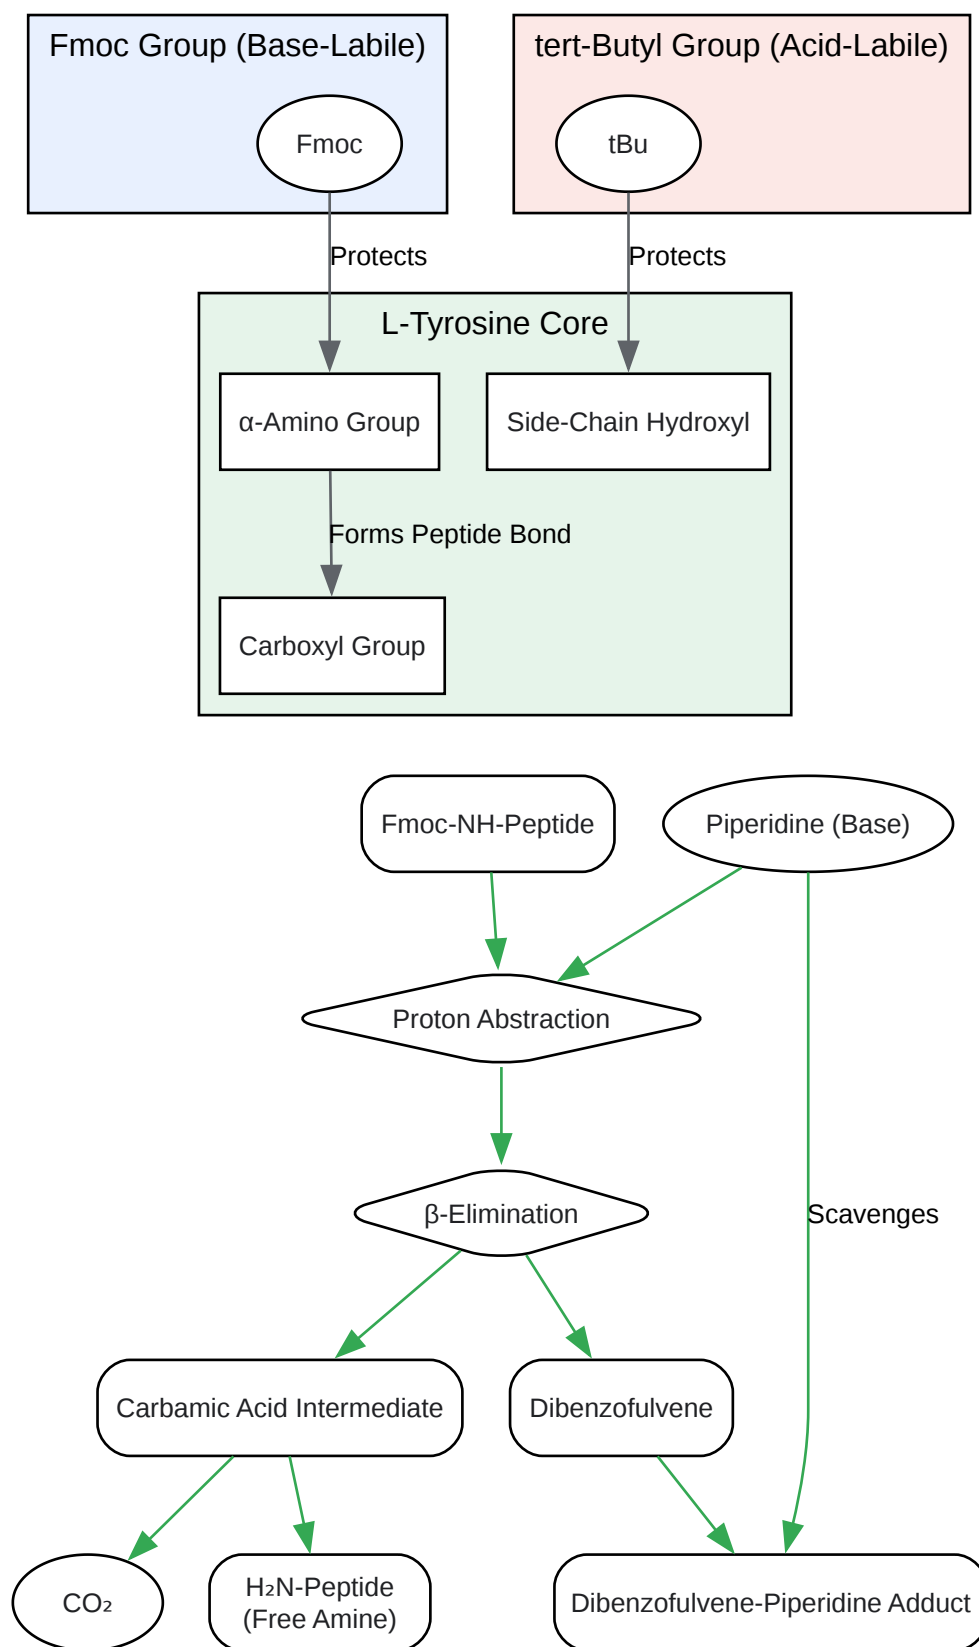 Fmoc Group (Base-Labile)
tert-Butyl Group (Acid-Labile)
Fmoc
tBu
Protects
Protects
L-Tyrosine Core
α-Amino Group
Side-Chain Hydroxyl
Forms Peptide Bond
Carboxyl Group
Fmoc-NH-Peptide
Piperidine (Base)
Proton Abstraction
β-Elimination
Scavenges
Carbamic Acid Intermediate
Dibenzofulvene
CO₂
H₂N-Peptide
(Free Amine)
Dibenzofulvene-Piperidine Adduct